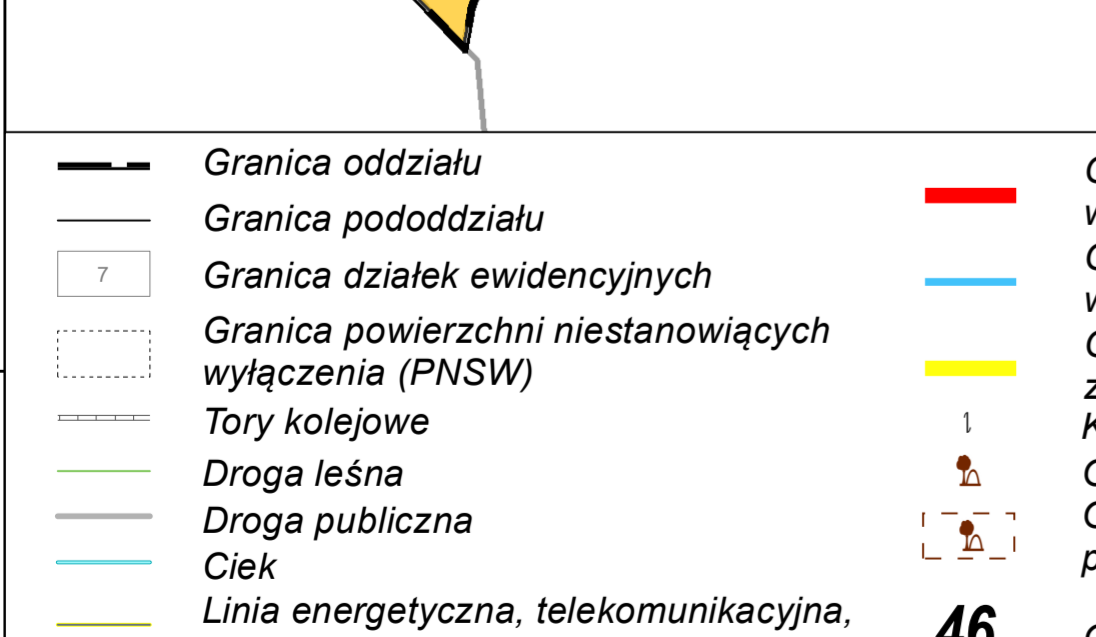 Granica oddziału
Granica pododdziału
7
Granica działek ewidencyjnych
Granica powierzchni niestanowiących
wyłączenia (PNSW)
Tory kolejowe
Droga leśna
Droga publiczna
Ciek
Linia energetyczna, telekomunikacyjna,
46